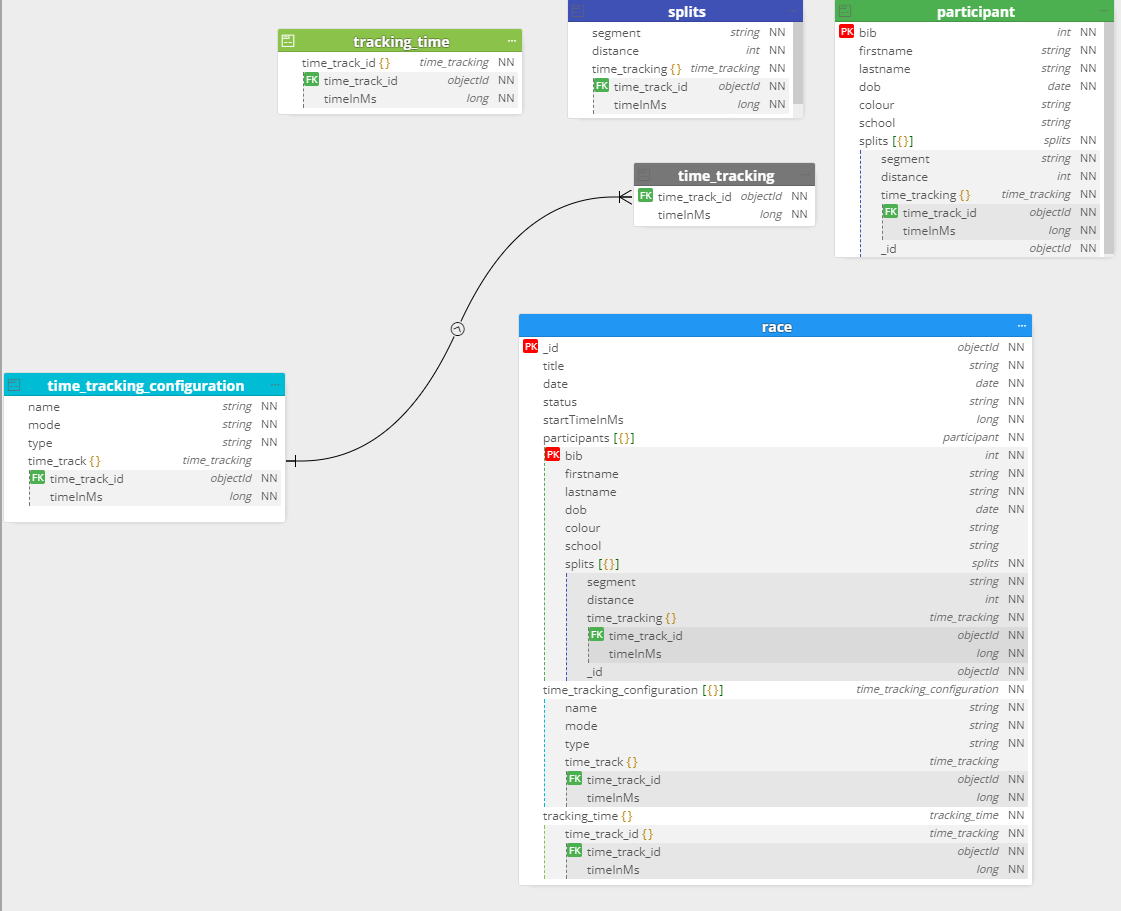 tracking_time ...
time_track_id {} time_tracking NN
FK time_track_id objectId NN
timeInMs long NN
splits
segment string NN
distance int NN
time_tracking {} time_tracking NN
FK time_track_id objectId NN
timeInMs long NN
participant
PK bib int NN
firstname string NN
lastname string NN
dob date NN
colour string
school string
splits [{}] splits NN
segment string NN
distance int NN
time_tracking {} time_tracking NN
FK time_track_id objectId NN
timeInMs long NN
_id objectId NN
time_tracking
FK time_track_id objectId NN
timeInMs long NN
time_tracking_configuration ...
name string NN
mode string NN
type string NN
time_track {} time_tracking
FK time_track_id objectId NN
timeInMs long NN
race ...
PK _id objectId NN
title string NN
date date NN
status string NN
startTimeInMs long NN
participants [{}] participant NN
PK bib int NN
firstname string NN
lastname string NN
dob date NN
colour string
school string
splits [{}] splits NN
segment string NN
distance int NN
time_tracking {} time_tracking NN
FK time_track_id objectId NN
timeInMs long NN
_id objectId NN
time_tracking_configuration [{}] time_tracking_configuration NN
name string NN
mode string NN
type string NN
time_track {} time_tracking
FK time_track_id objectId NN
timeInMs long NN
tracking_time {} tracking_time NN
time_track_id {} time_tracking NN
FK time_track_id objectId NN
timeInMs long NN